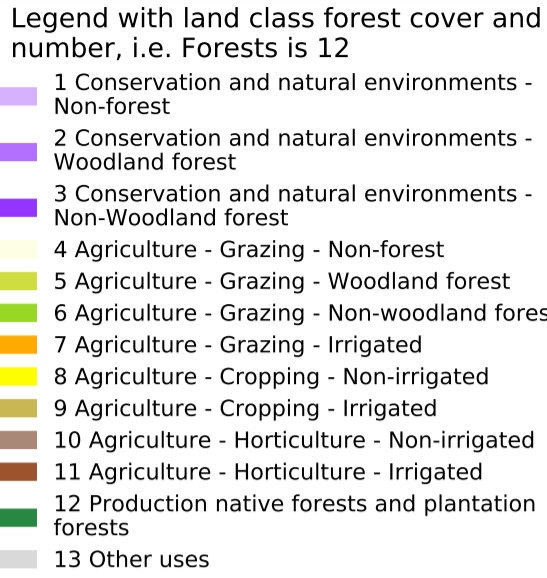 Legend with land class forest cover and
number, i.e. Forests is 12
1 Conservation and natural environments -
Non-forest
2 Conservation and natural environments -
Woodland forest
3 Conservation and natural environments -
Non-Woodland forest
4 Agriculture - Grazing - Non-forest
5 Agriculture - Grazing - Woodland forest
6 Agriculture - Grazing - Non-woodland fores
7 Agriculture - Grazing - Irrigated
8 Agriculture - Cropping - Non-irrigated
9 Agriculture - Cropping - Irrigated
10 Agriculture - Horticulture - Non-irrigated
11 Agriculture - Horticulture - Irrigated
12 Production native forests and plantation
forests
13 Other uses